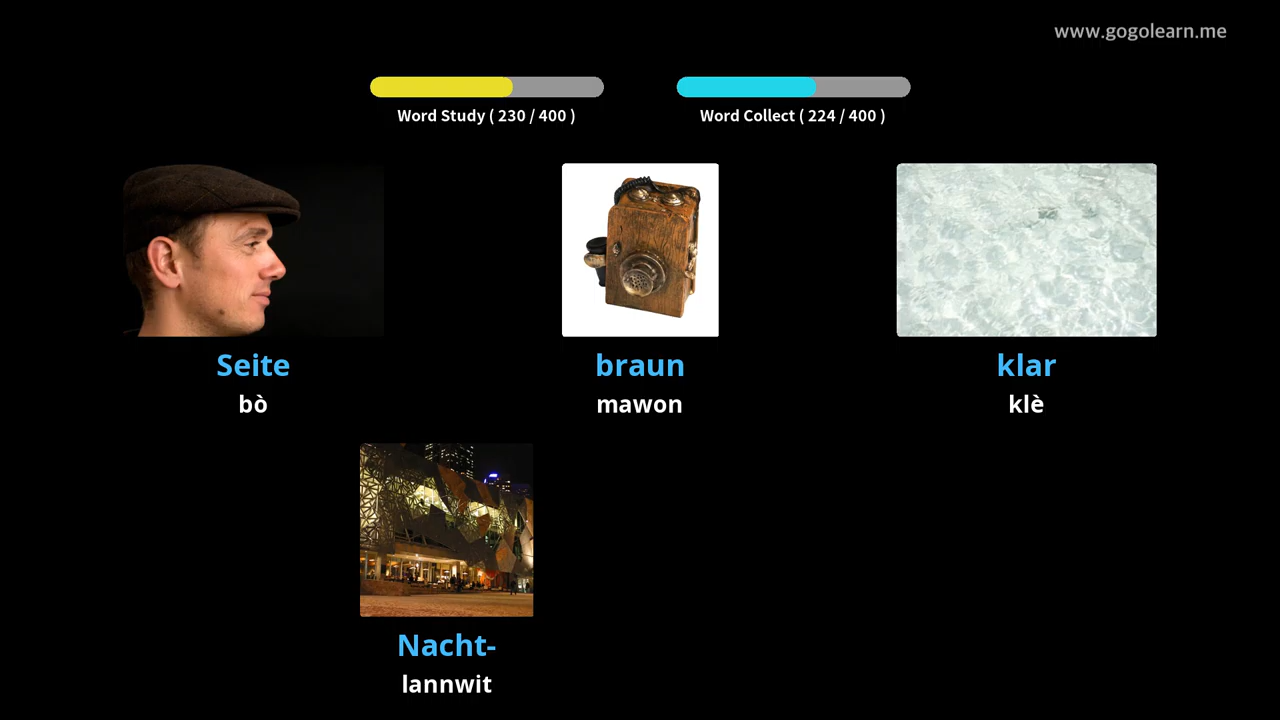 www.gogolearn.me
Word Study ( 230 / 400 )
Word Collect ( 224 / 400 )
Seite
bò
braun
mawon
klar
klè
Nacht-
lannwit